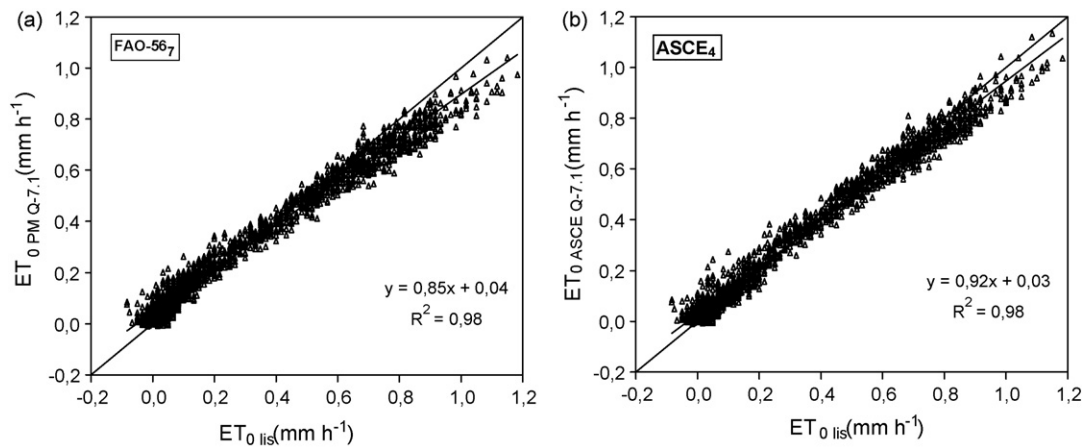 (a)
FAO-56₇
ET₀ PM Q-7.1(mm h⁻¹)
1,2
1,0
0,8
0,6
0,4
0,2
0,0
-0,2
y = 0,85x + 0,04
R² = 0,98
-0,2 0,0 0,2 0,4 0,6 0,8 1,0 1,2
ET₀ lis(mm h⁻¹)
(b)
ASCE₄
ET₀ ASCE Q-7.1(mm h⁻¹)
1,2
1,0
0,8
0,6
0,4
0,2
0,0
-0,2
y = 0,92x + 0,03
R² = 0,98
-0,2 0,0 0,2 0,4 0,6 0,8 1,0 1,2
ET₀ lis(mm h⁻¹)